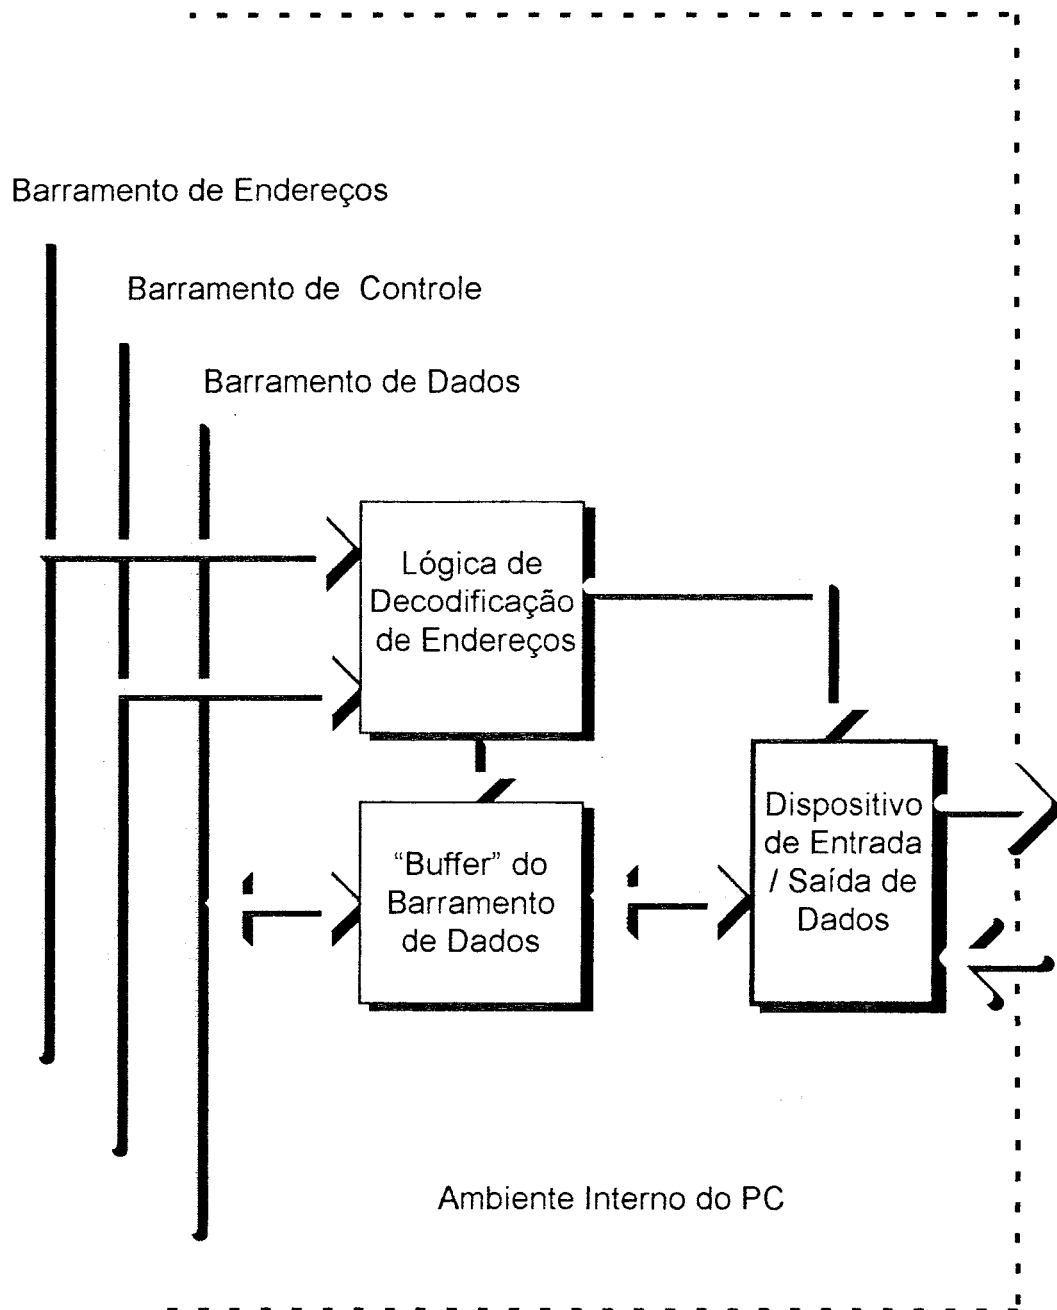 Barramento de Endereços
Barramento de Controle
Barramento de Dados
Lógica de
Decodificação
de Endereços
Dispositivo
de Entrada
/ Saída de
Dados
“Buffer” do
Barramento
de Dados
Ambiente Interno do PC